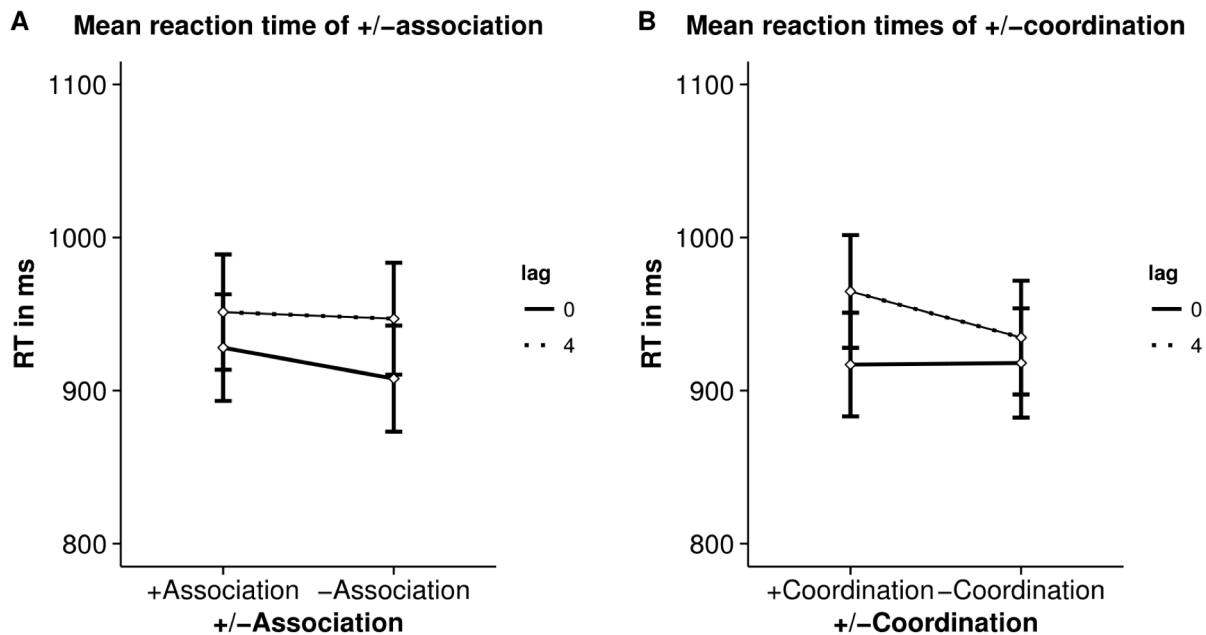 A Mean reaction time of +/−association
1100
1000
900
800
RT in ms
+Association −Association
+/−Association
lag
0
4
B Mean reaction times of +/−coordination
1100
1000
900
800
RT in ms
+Coordination −Coordination
+/−Coordination
lag
0
4